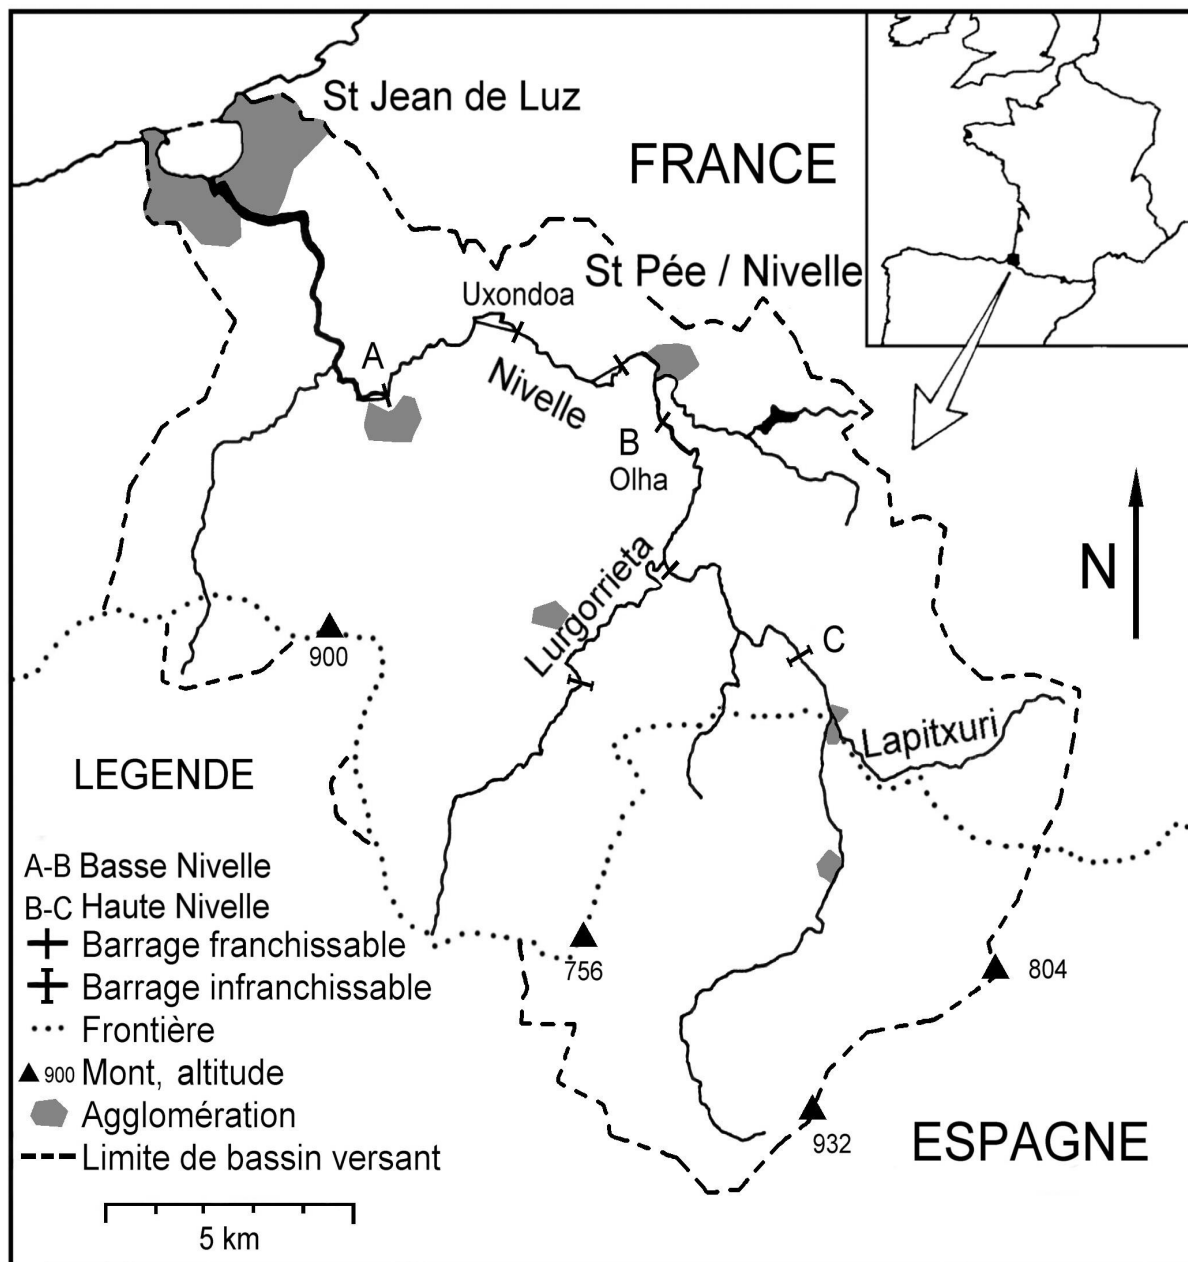 St Jean de Luz
FRANCE
St Pée / Nivelle
Uxondoa
A
Nivelle
B
Olha
N
Lurgorrieta
C
900
Lapitxuri
LEGENDE
A-B Basse Nivelle
B-C Haute Nivelle
Barrage franchissable
Barrage infranchissable
Frontière
900 Mont, altitude
Agglomération
Limite de bassin versant
5 km
756
804
932
ESPAGNE